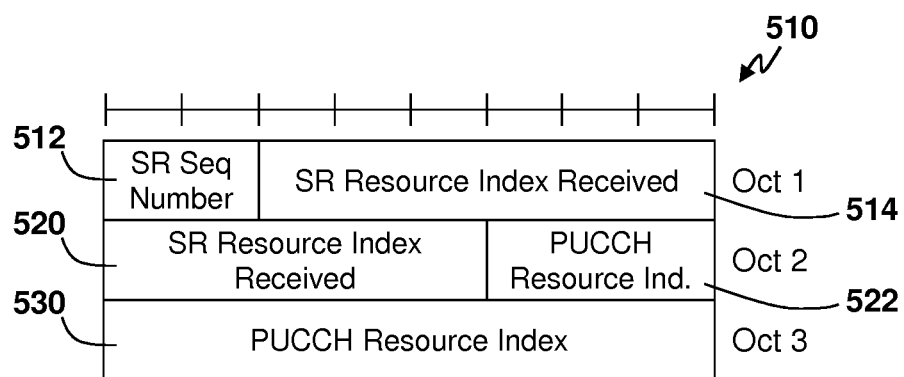 510
512
SR Seq
Number
SR Resource Index Received
Oct 1
514
520
SR Resource Index
Received
PUCCH
Resource Ind.
Oct 2
522
530
PUCCH Resource Index
Oct 3